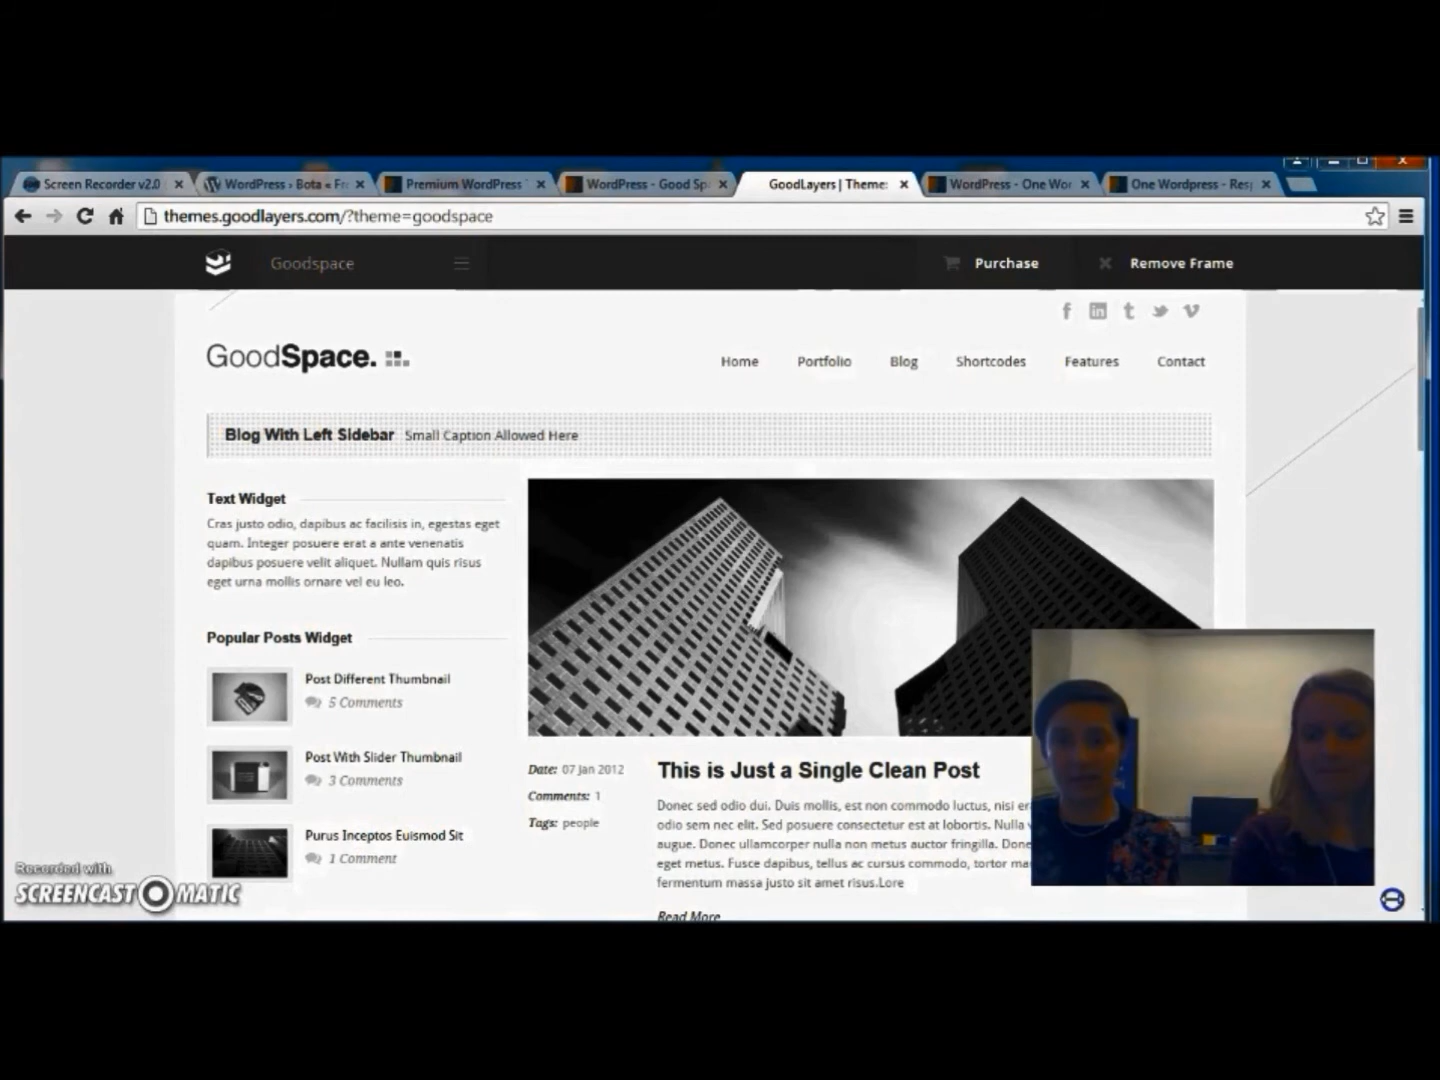 Screen Recorder v2.0
WordPress › Bota « Fr
Premium WordPress
WordPress - Good Sp
GoodLayers | Theme:
WordPress - One Wor
One Wordpress - Res
themes.goodlayers.com/?theme=goodspace
Goodspace
Purchase
Remove Frame
GoodSpace.
Home
Portfolio
Blog
Shortcodes
Features
Contact
Blog With Left Sidebar Small Caption Allowed Here
Text Widget
Cras justo odio, dapibus ac facilisis in, egestas eget
quam. Integer posuere erat a ante venenatis
dapibus posuere velit aliquet. Nullam quis risus
eget urna mollis ornare vel eu leo.
Popular Posts Widget
Post Different Thumbnail
5 Comments
Post With Slider Thumbnail
3 Comments
Purus Inceptos Euismod Sit
1 Comment
Date: 07 Jan 2012
Comments: 1
Tags: people
This is Just a Single Clean Post
Donec sed odio dui. Duis mollis, est non commodo luctus, nisi er
odio sem nec elit. Sed posuere consectetur est at lobortis. Nulla
augue. Donec ullamcorper nulla non metus auctor fringilla. Done
eget metus. Fusce dapibus, tellus ac cursus commodo, tortor ma
fermentum massa justo sit amet risus.Lore
Read More
Recorded with
SCREENCAST O MATIC